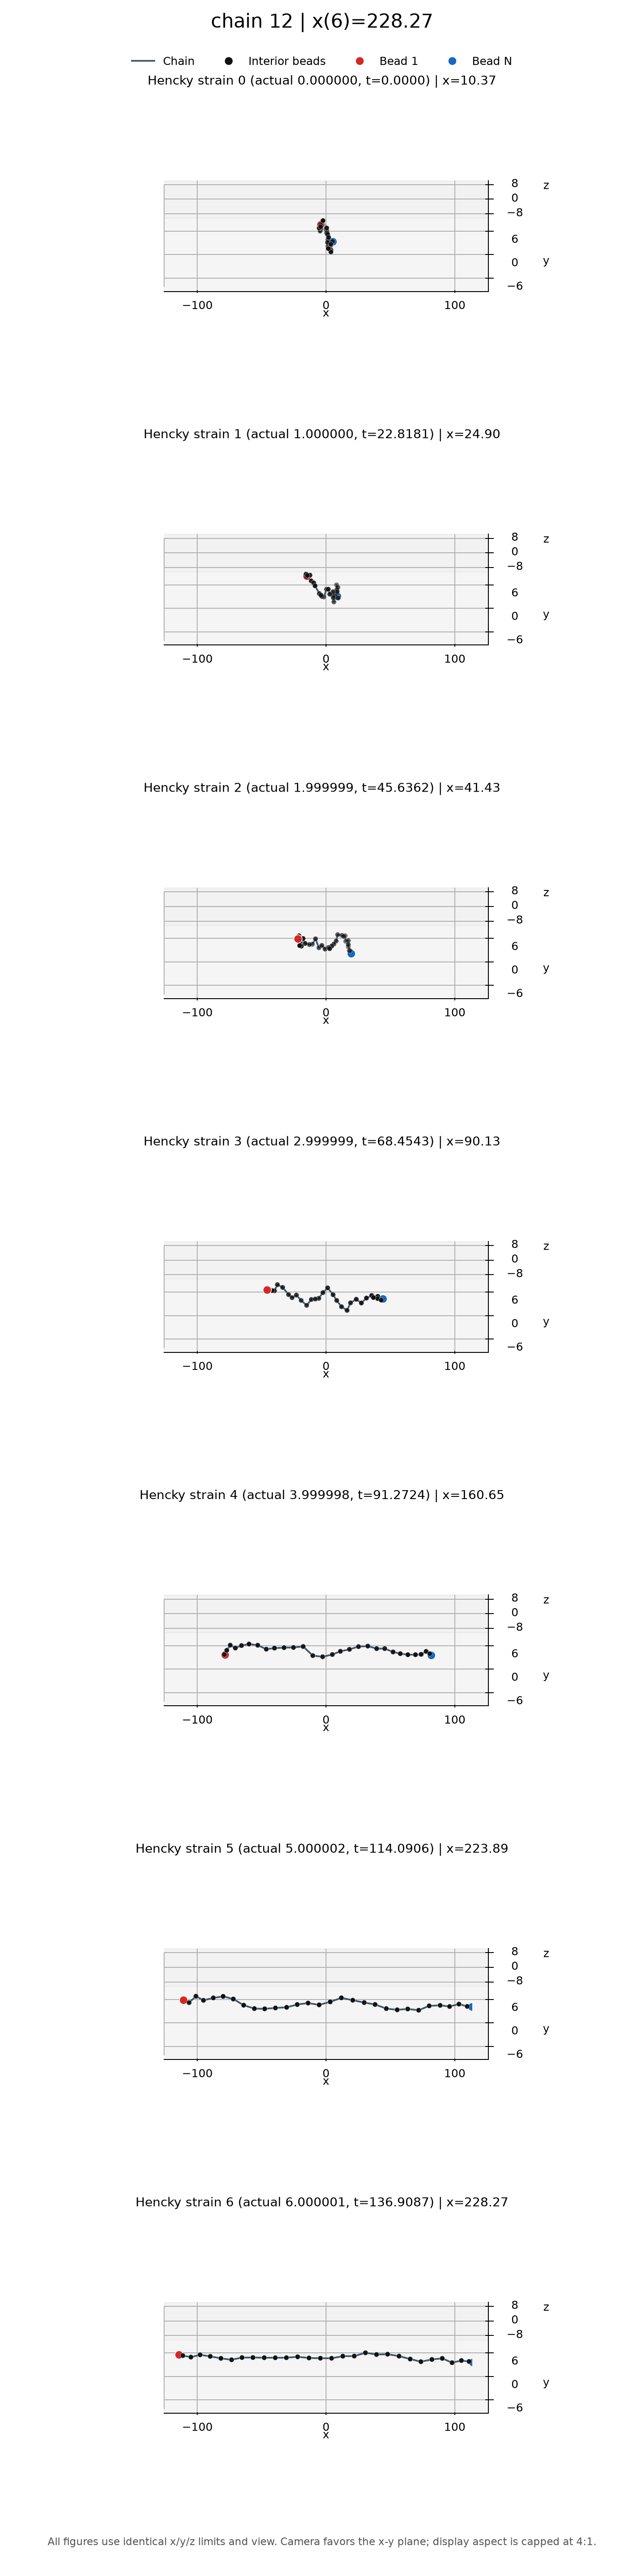 chain 12 | x(6)=228.27
Chain Interior beads Bead 1 Bead N
Hencky strain 0 (actual 0.000000, t=0.0000) | x=10.37
8 z
0
−8
6
0 y
−6
−100 0 100
x
Hencky strain 1 (actual 1.000000, t=22.8181) | x=24.90
8 z
0
−8
6
0 y
−6
−100 0 100
x
Hencky strain 2 (actual 1.999999, t=45.6362) | x=41.43
8 z
0
−8
6
0 y
−6
−100 0 100
x
Hencky strain 3 (actual 2.999999, t=68.4543) | x=90.13
8 z
0
−8
6
0 y
−6
−100 0 100
x
Hencky strain 4 (actual 3.999998, t=91.2724) | x=160.65
8 z
0
−8
6
0 y
−6
−100 0 100
x
Hencky strain 5 (actual 5.000002, t=114.0906) | x=223.89
8 z
0
−8
6
0 y
−6
−100 0 100
x
Hencky strain 6 (actual 6.000001, t=136.9087) | x=228.27
8 z
0
−8
6
0 y
−6
−100 0 100
x
All figures use identical x/y/z limits and view. Camera favors the x-y plane; display aspect is capped at 4:1.